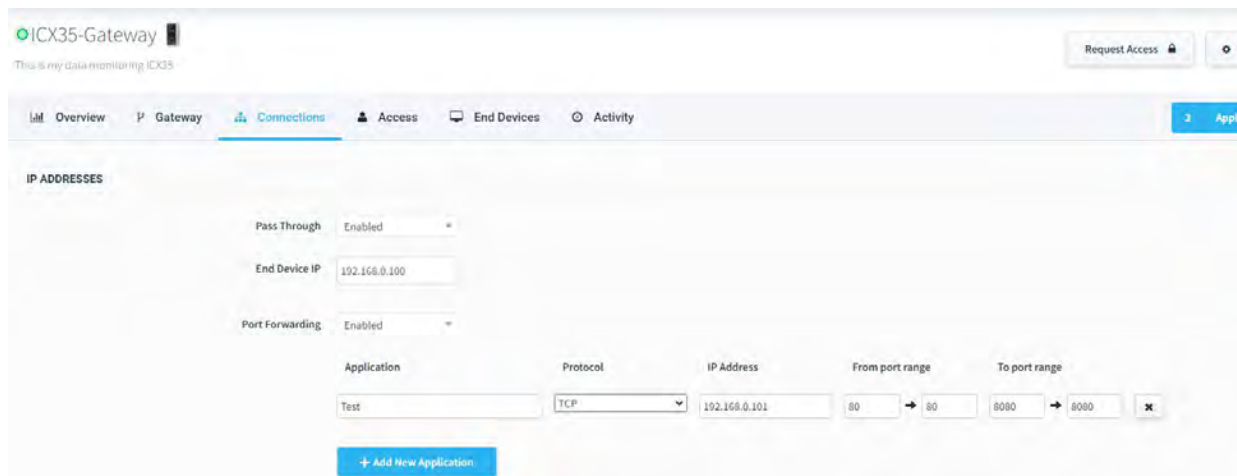 ICX35-Gateway
This is my data monitoring ICX35
Request Access
Overview Gateway Connections Access End Devices Activity
2 Appl
IP ADDRESSES
Pass Through Enabled
End Device IP 192.168.0.100
Port Forwarding Enabled
Application Protocol IP Address From port range To port range
Test TCP 192.168.0.101 80 80 8080 8080
+ Add New Application